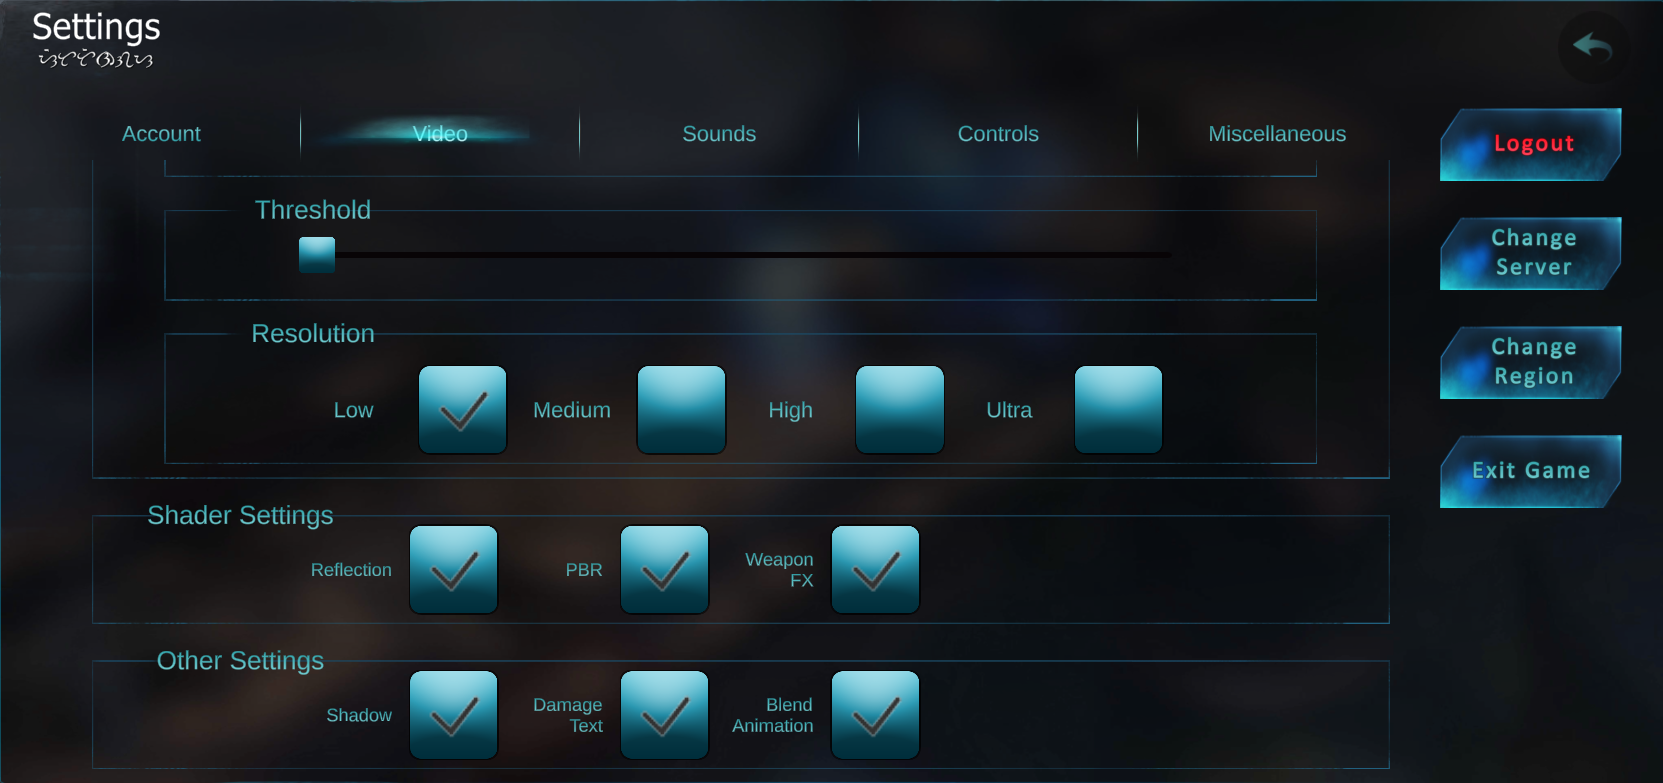 Settings
Account
Video
Sounds
Controls
Miscellaneous
Logout
Threshold
Change
Server
Resolution
Low
Medium
High
Ultra
Change
Region
Exit Game
Shader Settings
Reflection
PBR
Weapon
FX
Other Settings
Shadow
Damage
Text
Blend
Animation